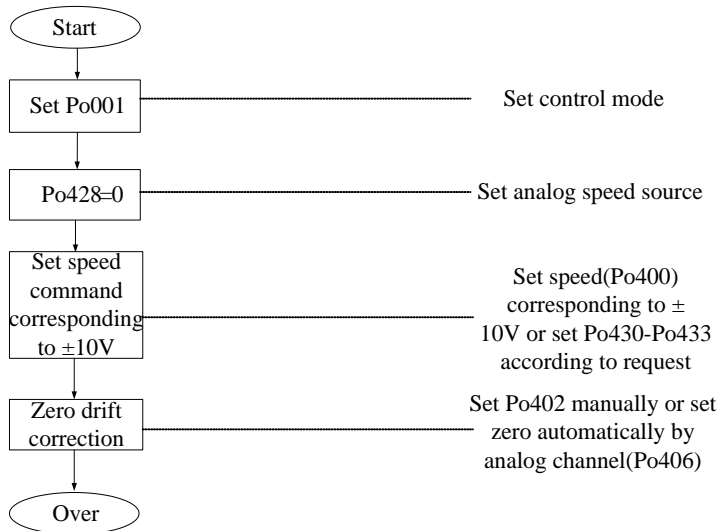 Start
Set Po001
Set control mode
Po428=0
Set analog speed source
Set speed
command
corresponding
to ±10V
Set speed(Po400)
corresponding to ±
10V or set Po430-Po433
according to request
Zero drift
correction
Set Po402 manually or set
zero automatically by
analog channel(Po406)
Over